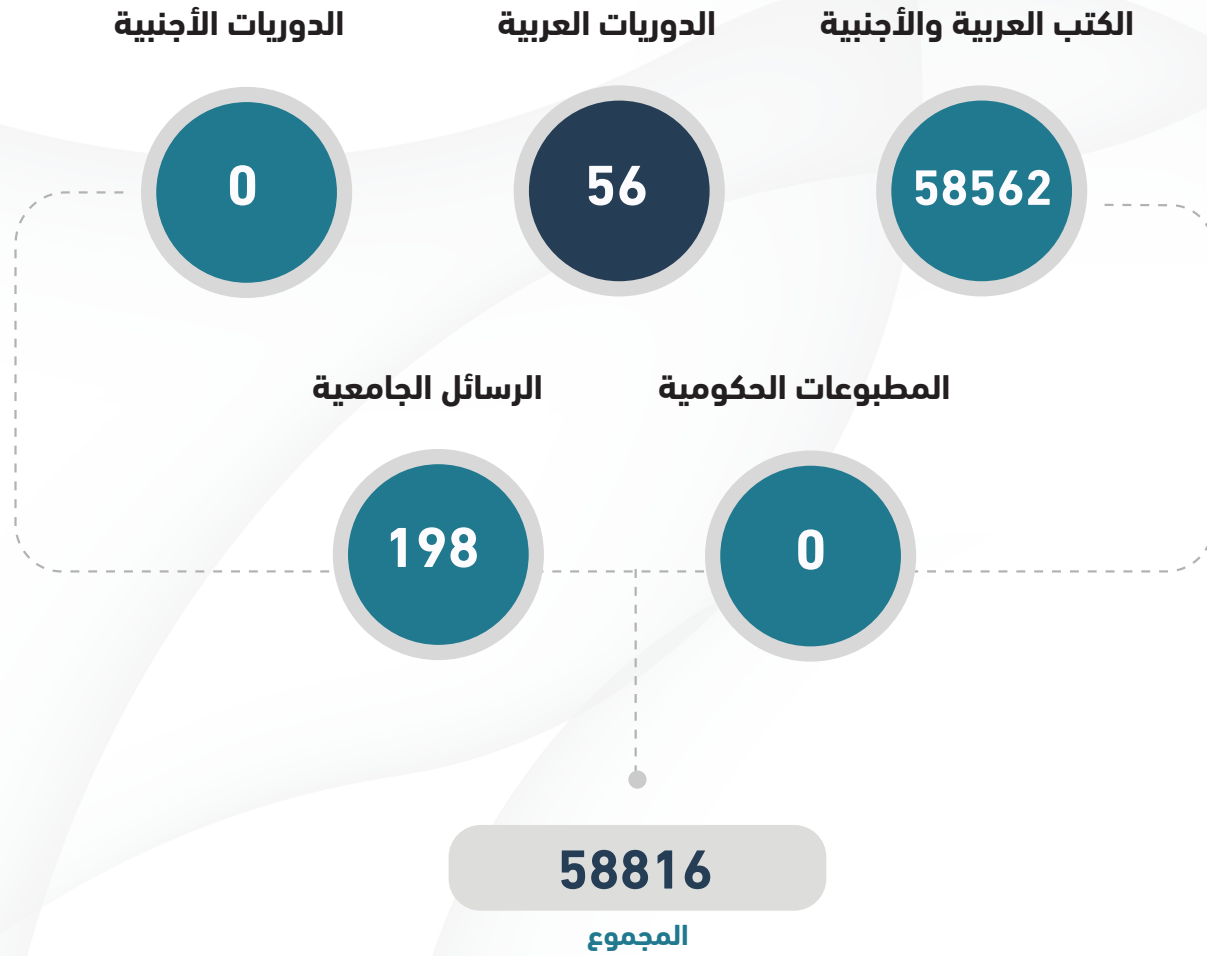 الكتب العربية والأجنبية
الدوريات العربية
الدوريات الأجنبية
58562
56
0
المطبوعات الحكومية
الرسائل الجامعية
0
198
58816
المجموع